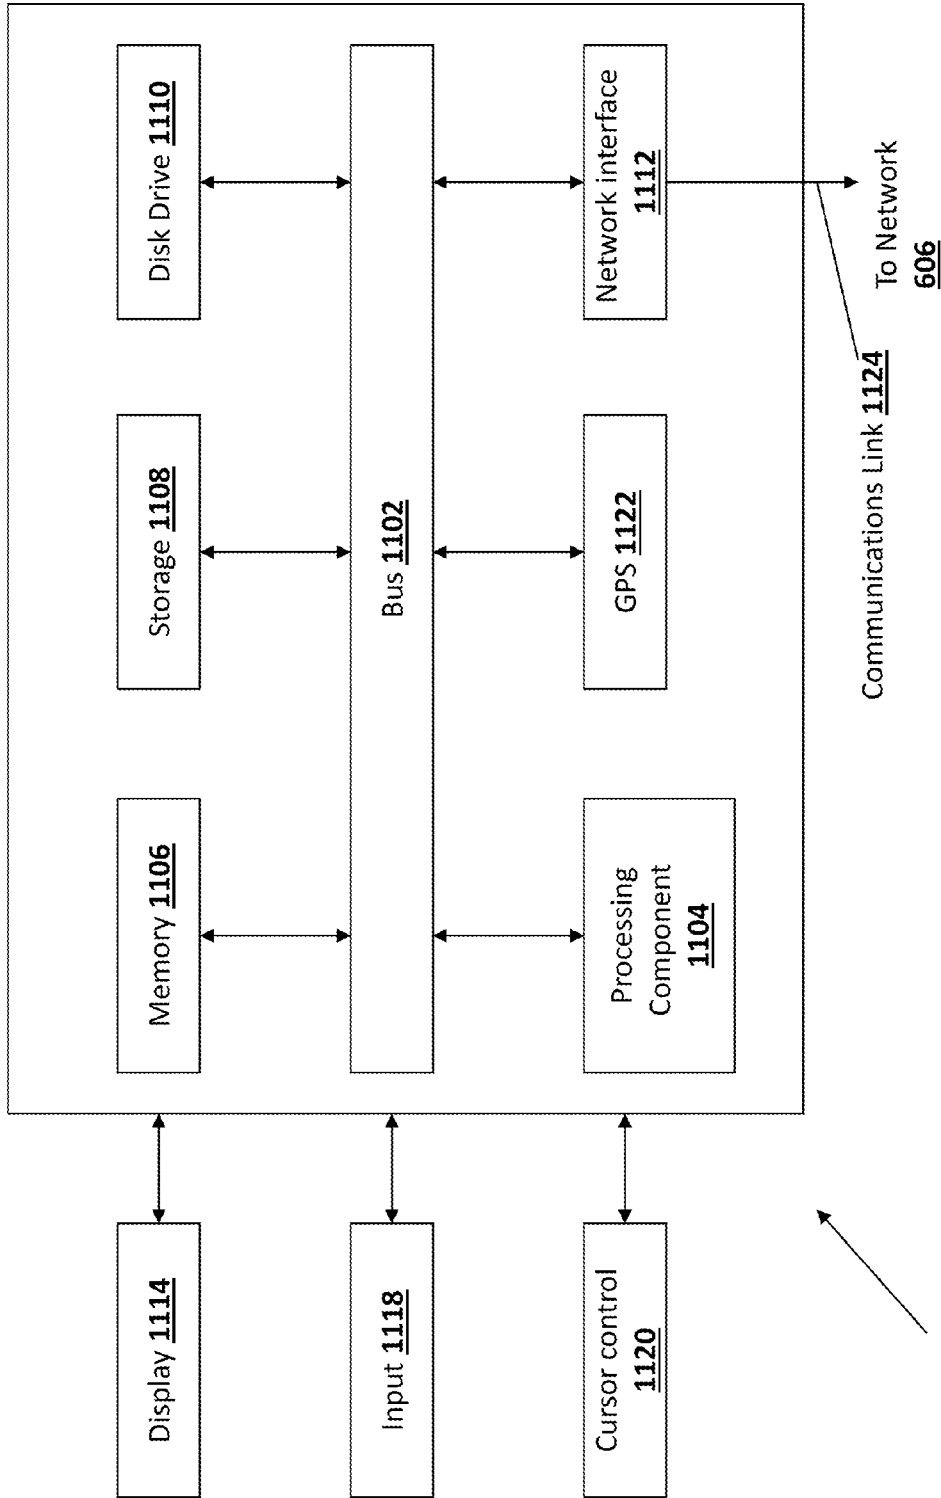 Display 1114
Memory 1106
Storage 1108
Disk Drive 1110
Input 1118
Bus 1102
Cursor control
1120
Processing
Component
1104
GPS 1122
Network interface
1112
Communications Link 1124
To Network
606